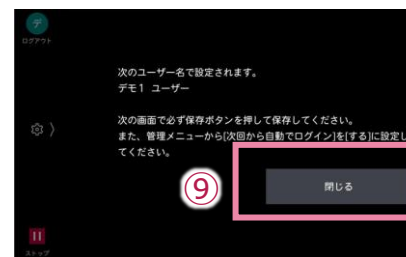 デ
ログアウト
次のユーザー名で設定されます。
デモ1 ユーザー
次の画面で必ず保存ボタンを押して保存してください。
また、管理メニューから[次回から自動でログイン]を[する]に設定し
てください。
⑨
閉じる
ストップ